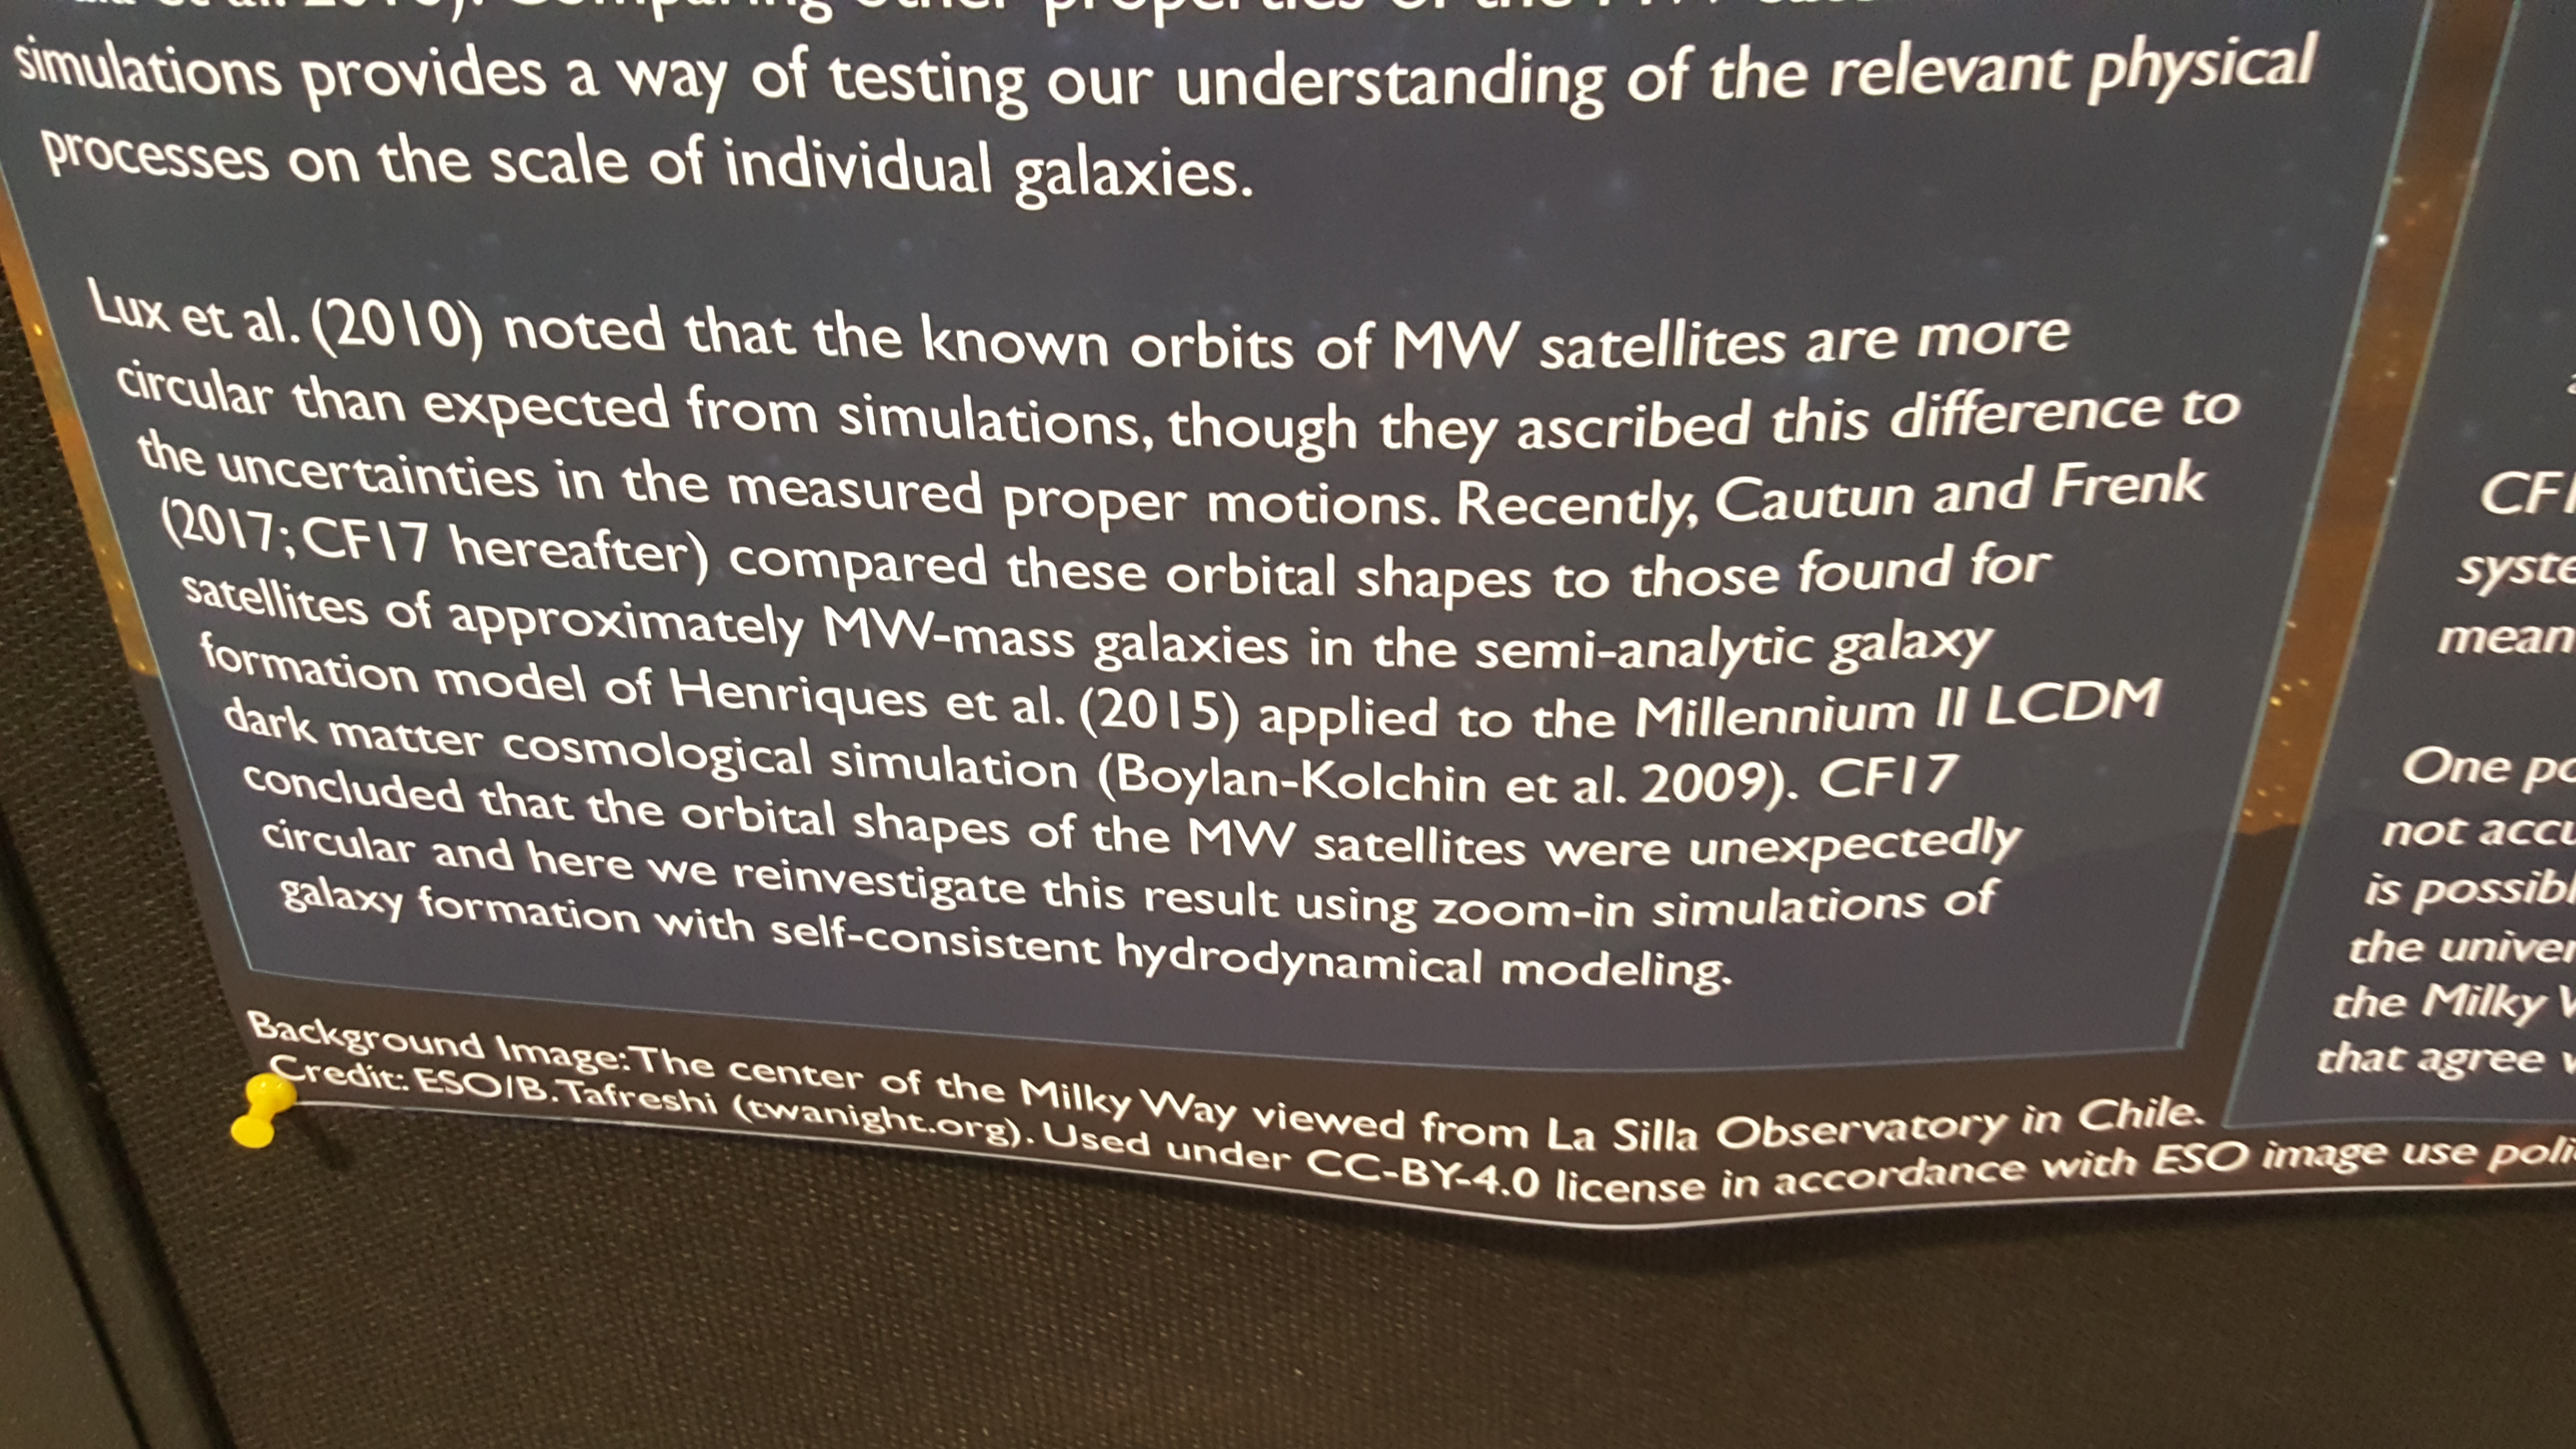 Comparing other properties of the MW
simulations provides a way of testing our understanding of the relevant physical
processes on the scale of individual galaxies.
Lux et al. (2010) noted that the known orbits of MW satellites are more
circular than expected from simulations, though they ascribed this difference to
the uncertainties in the measured proper motions. Recently, Cautun and Frenk
(2017; CF17 hereafter) compared these orbital shapes to those found for
satellites of approximately MW-mass galaxies in the semi-analytic galaxy
formation model of Henriques et al. (2015) applied to the Millennium II LCDM
dark matter cosmological simulation (Boylan-Kolchin et al. 2009). CF17
concluded that the orbital shapes of the MW satellites were unexpectedly
circular and here we reinvestigate this result using zoom-in simulations of
galaxy formation with self-consistent hydrodynamical modeling.
Background Image: The center of the Milky Way viewed from La Silla Observatory in Chile.
Credit: ESO/B. Tafreshi (twanight.org). Used under CC-BY-4.0 license in accordance with ESO image use
One
not
is
the
the Milky
that agree